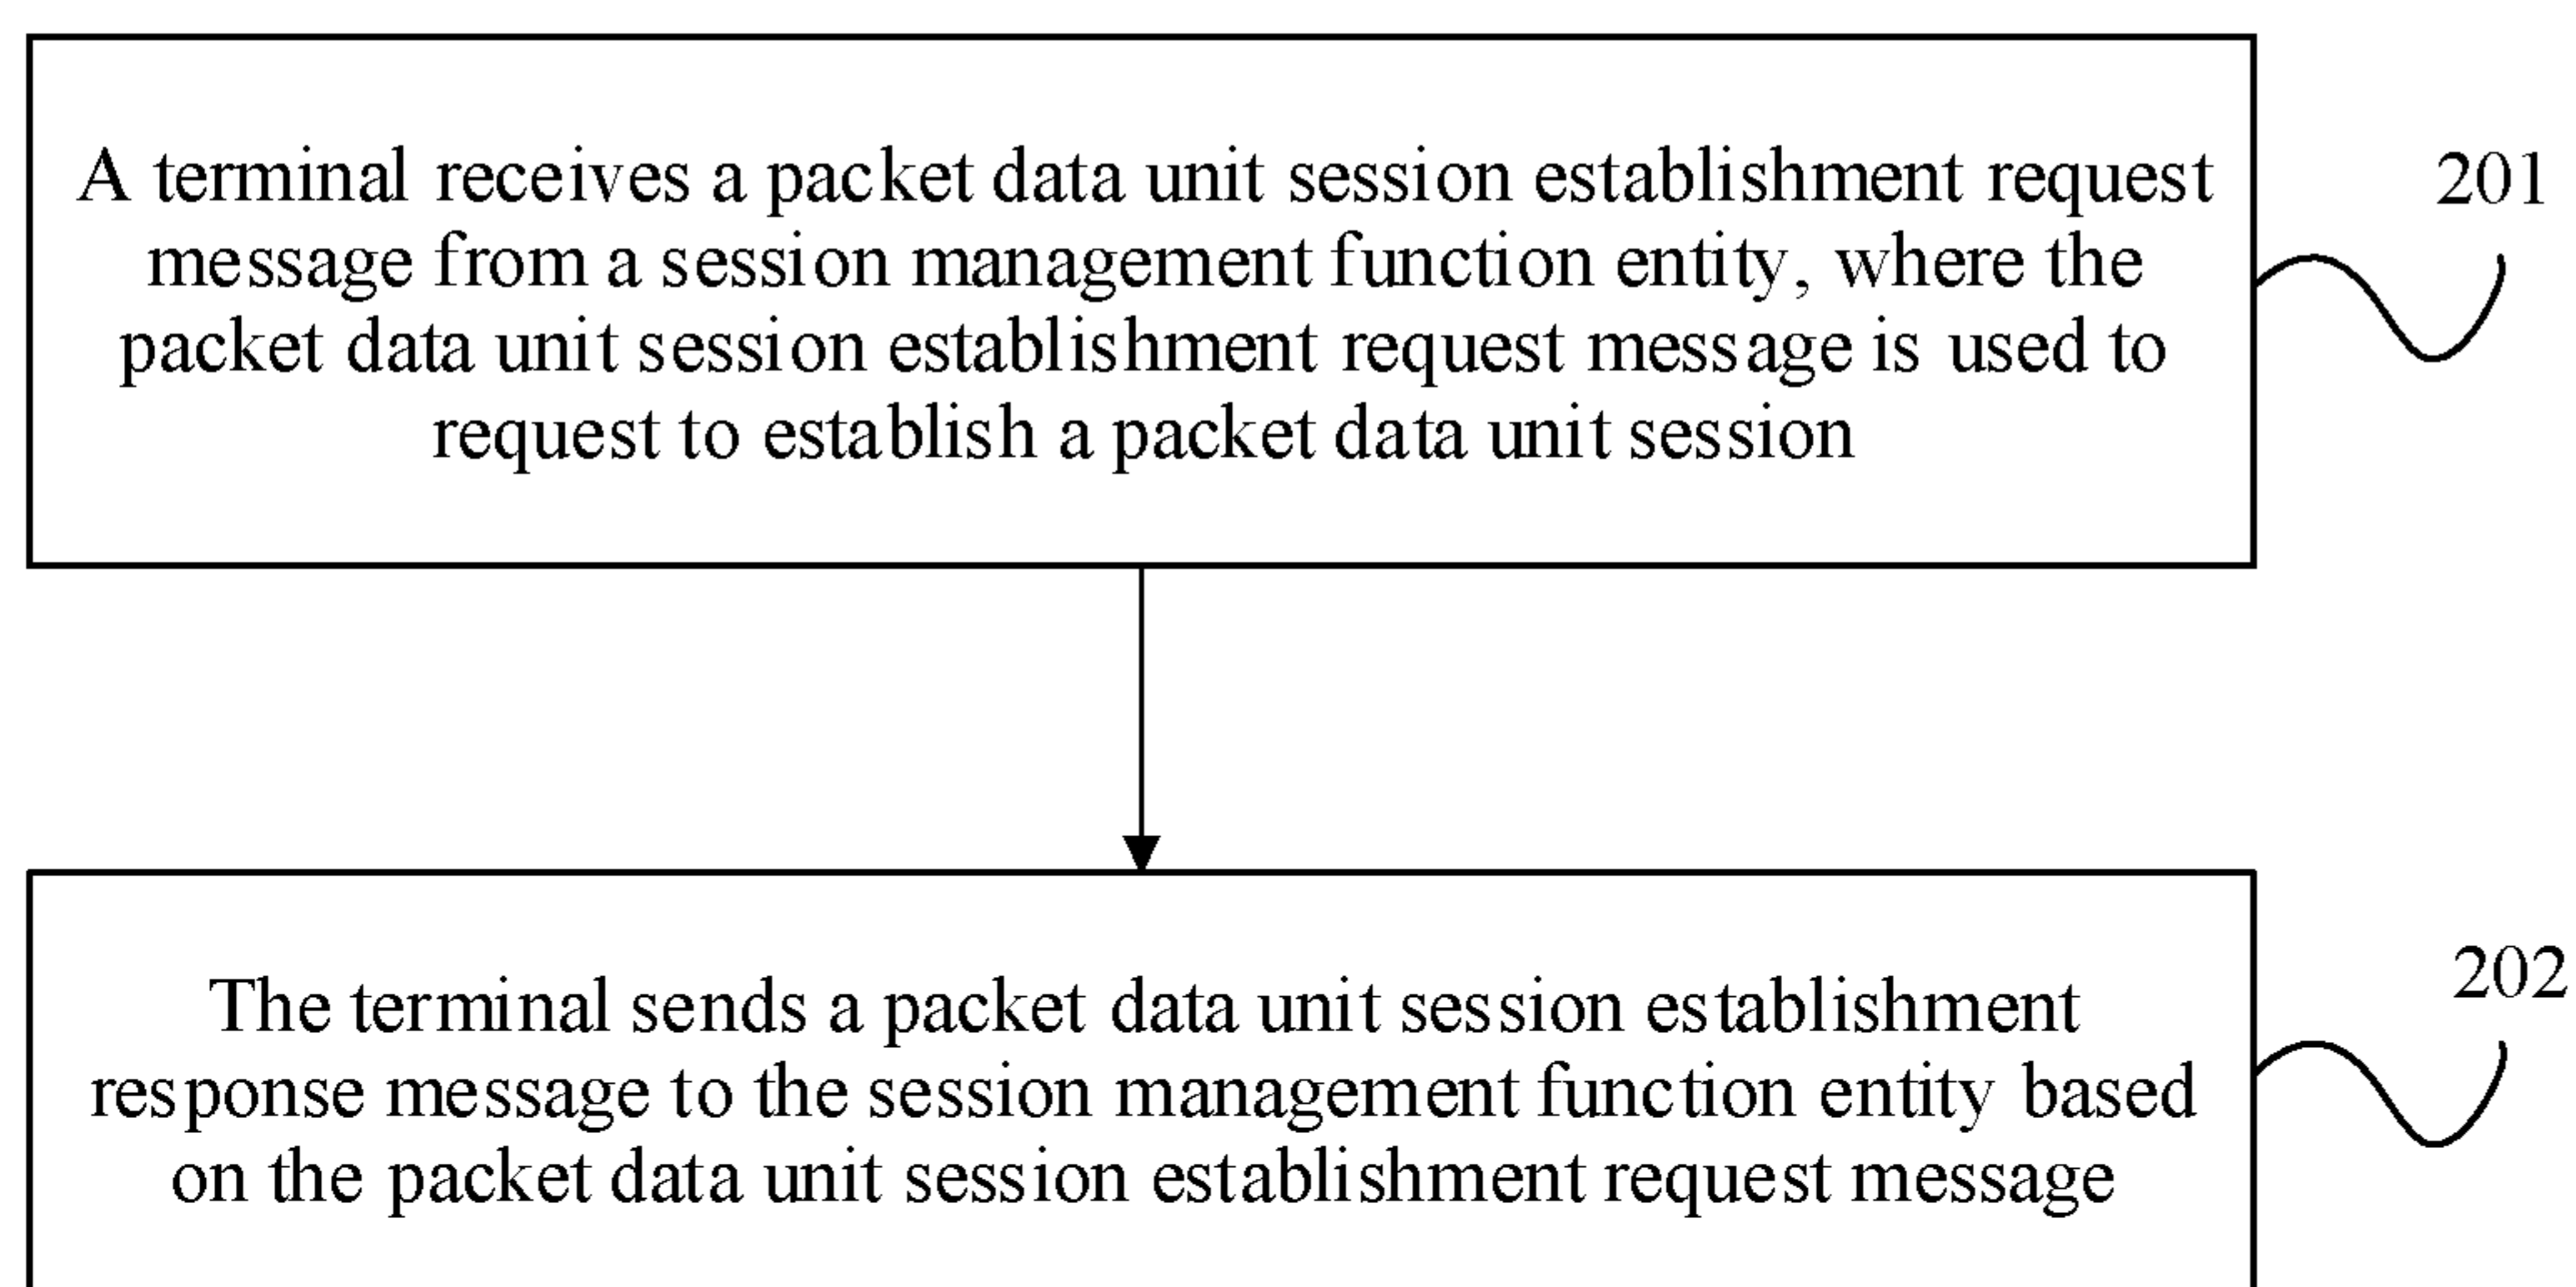 A terminal receives a packet data unit session establishment request
message from a session management function entity, where the
packet data unit session establishment request message is used to
request to establish a packet data unit session
201
The terminal sends a packet data unit session establishment
response message to the session management function entity based
on the packet data unit session establishment request message
202